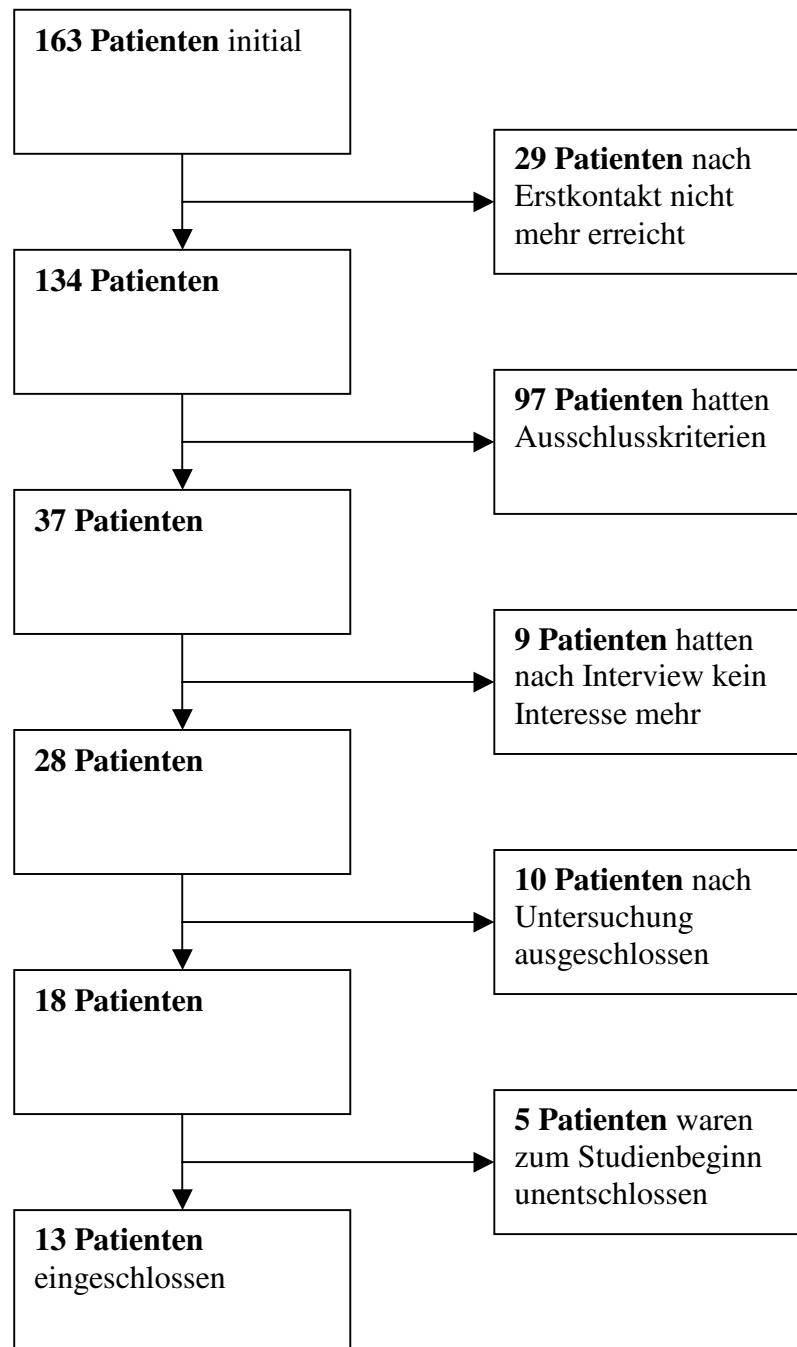 163 Patienten initial
29 Patienten nach
Erstkontakt nicht
mehr erreicht
134 Patienten
97 Patienten hatten
Ausschlusskriterien
37 Patienten
9 Patienten hatten
nach Interview kein
Interesse mehr
28 Patienten
10 Patienten nach
Untersuchung
ausgeschlossen
18 Patienten
5 Patienten waren
zum Studienbeginn
unentschlossen
13 Patienten
eingeschlossen